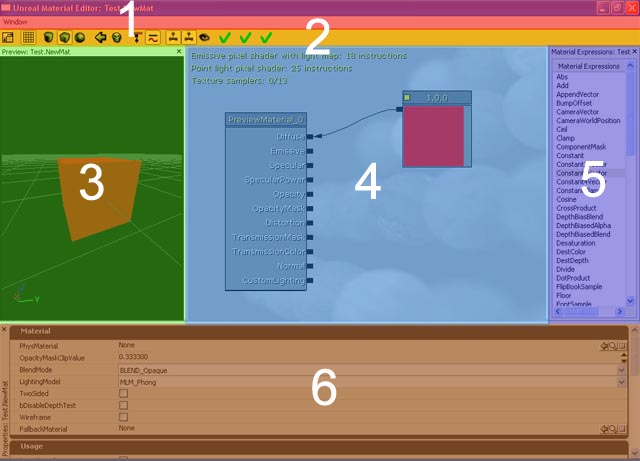 Unreal Material Editor: Test.NewMat
1
Window
2
Preview: Test.NewMat
3
Y
Emissive pixel shader with light map: 18 instructions
Point light pixel shader: 25 instructions
Texture samplers: 0/13
1,0,0
PreviewMaterial_0
Diffuse
Emissive
Specular
SpecularPower
Opacity
OpacityMask
Distortion
TransmissionMask
TransmissionColor
Normal
CustomLighting
4
Material Expressions: Test
Material Expressions
Abs
Add
AppendVector
BumpOffset
CameraVector
CameraWorldPosition
Ceil
Clamp
ComponentMask
Constant
Cosine
CrossProduct
DepthBiasBlend
DepthBiasedAlpha
DepthBiasedBlend
Desaturation
DestColor
DestDepth
Divide
DotProduct
FlipBookSample
Floor
FontSample
5
Properties: Test.NewMat
Material
PhysMaterial None
OpacityMaskClipValue 0.333300
BlendMode BLEND_Opaque
LightingModel MLM_Phong
TwoSided
bDisableDepthTest
Wireframe
FallbackMaterial None
Usage
6